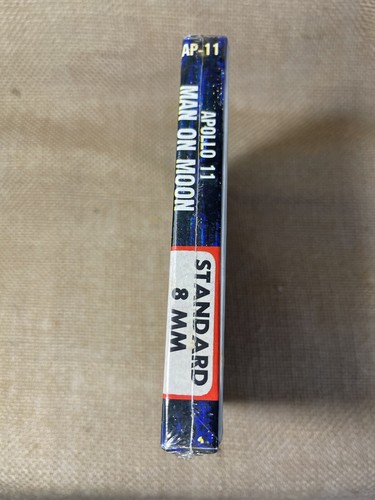 AP-11
APOLLO 11
MAN ON MOON
STANDARD
8 MM